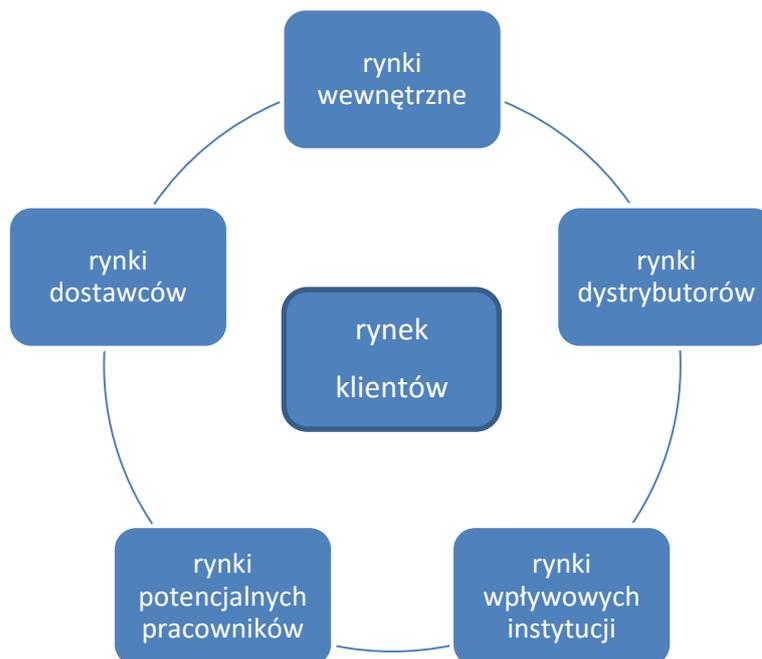 rynki
wewnętrzne
rynki
dostawców
rynki
dystrybutorów
rynek
klientów
rynki
potencjalnych
pracowników
rynki
wpływowych
instytucji